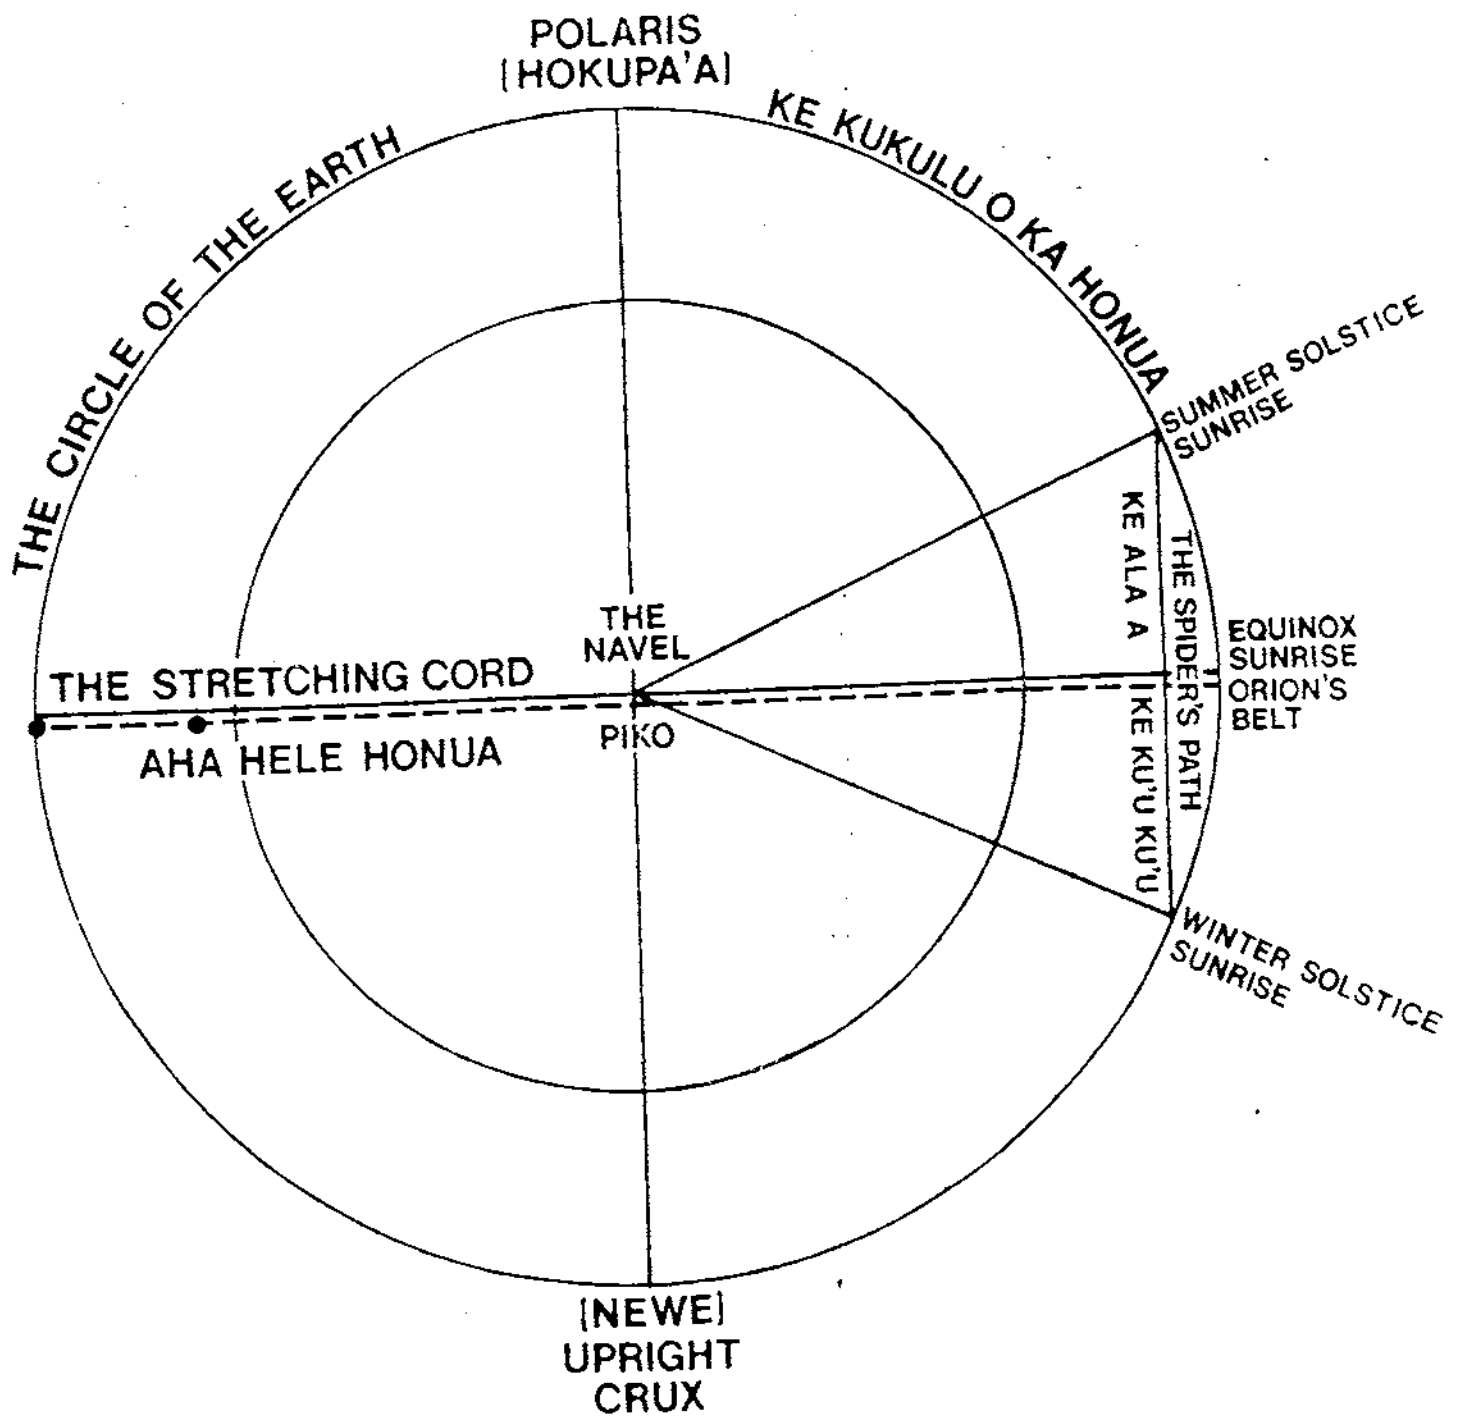 POLARIS
(HOKUPA'A)
THE CIRCLE OF THE EARTH
KE KUKULU O KA HONUA
SUMMER SOLSTICE
SUNRISE
KE ALA A
KE KU'U KU'U
THE SPIDER'S PATH
THE
NAVEL
THE STRETCHING CORD
PIKO
AHA HELE HONUA
EQUINOX
SUNRISE
ORION'S
BELT
WINTER SOLSTICE
SUNRISE
(NEWE)
UPRIGHT
CRUX